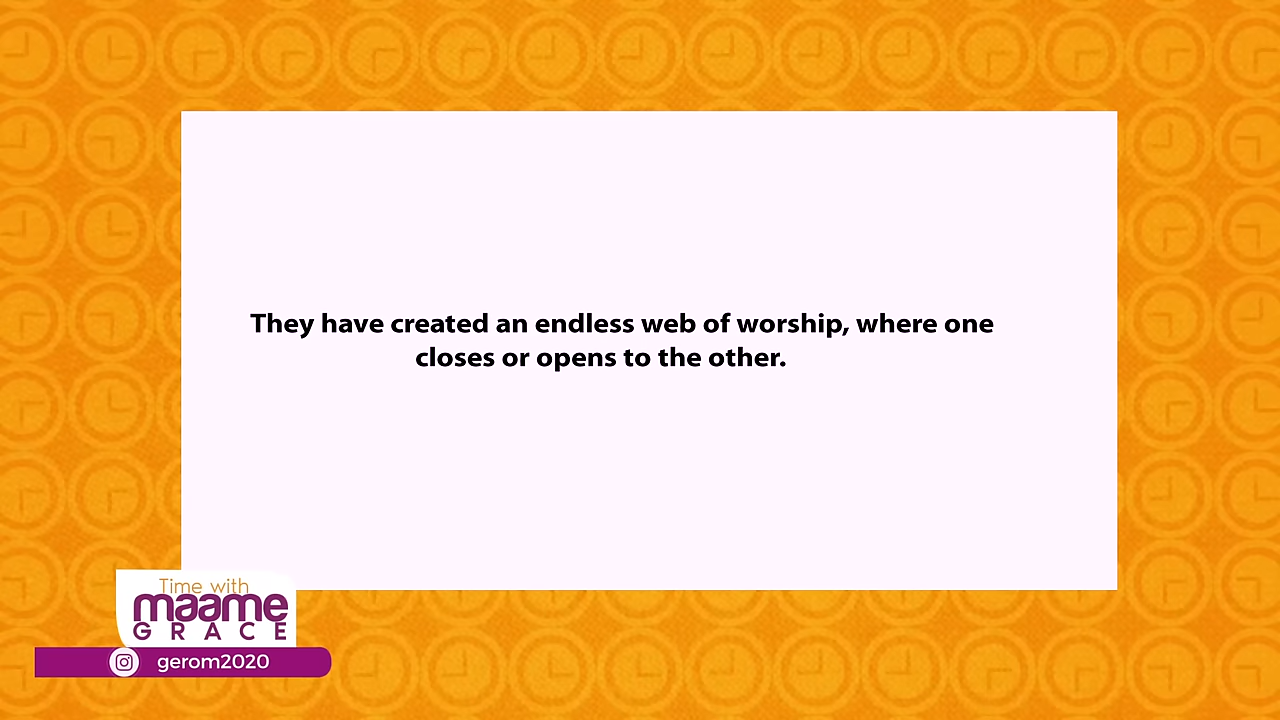 They have created an endless web of worship, where one
closes or opens to the other.
Time with
maame
GRACE
gerom2020